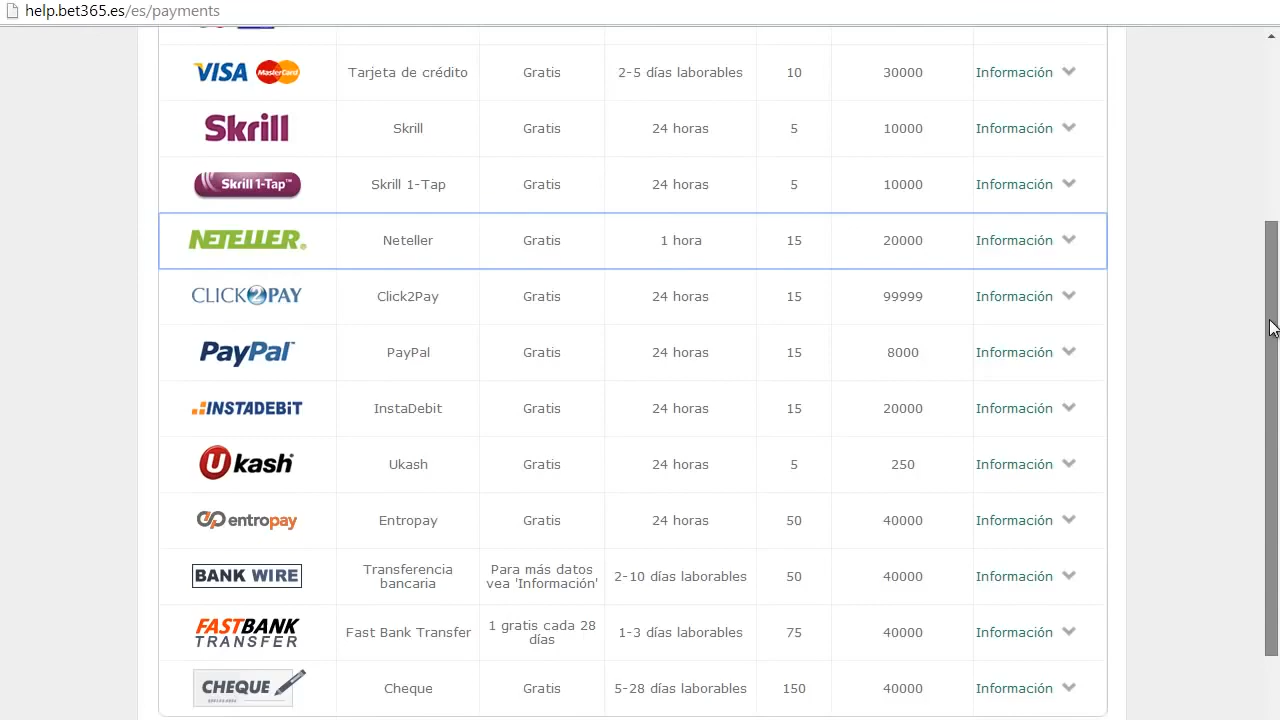 help.bet365.es/es/payments
VISA MasterCard Tarjeta de crédito Gratis 2-5 días laborables 10 30000 Información
Skrill Skrill Gratis 24 horas 5 10000 Información
Skrill 1-Tap™ Skrill 1-Tap Gratis 24 horas 5 10000 Información
NETELLER® Neteller Gratis 1 hora 15 20000 Información
CLICK2PAY Click2Pay Gratis 24 horas 15 99999 Información
PayPal™ PayPal Gratis 24 horas 15 8000 Información
INSTADEBiT InstaDebit Gratis 24 horas 15 20000 Información
Ukash® Ukash Gratis 24 horas 5 250 Información
entropay Entropay Gratis 24 horas 50 40000 Información
BANK WIRE Transferencia bancaria Para más datos vea 'Información' 2-10 días laborables 50 40000 Información
FASTBANK TRANSFER Fast Bank Transfer 1 gratis cada 28 días 1-3 días laborables 75 40000 Información
CHEQUE Cheque Gratis 5-28 días laborables 150 40000 Información